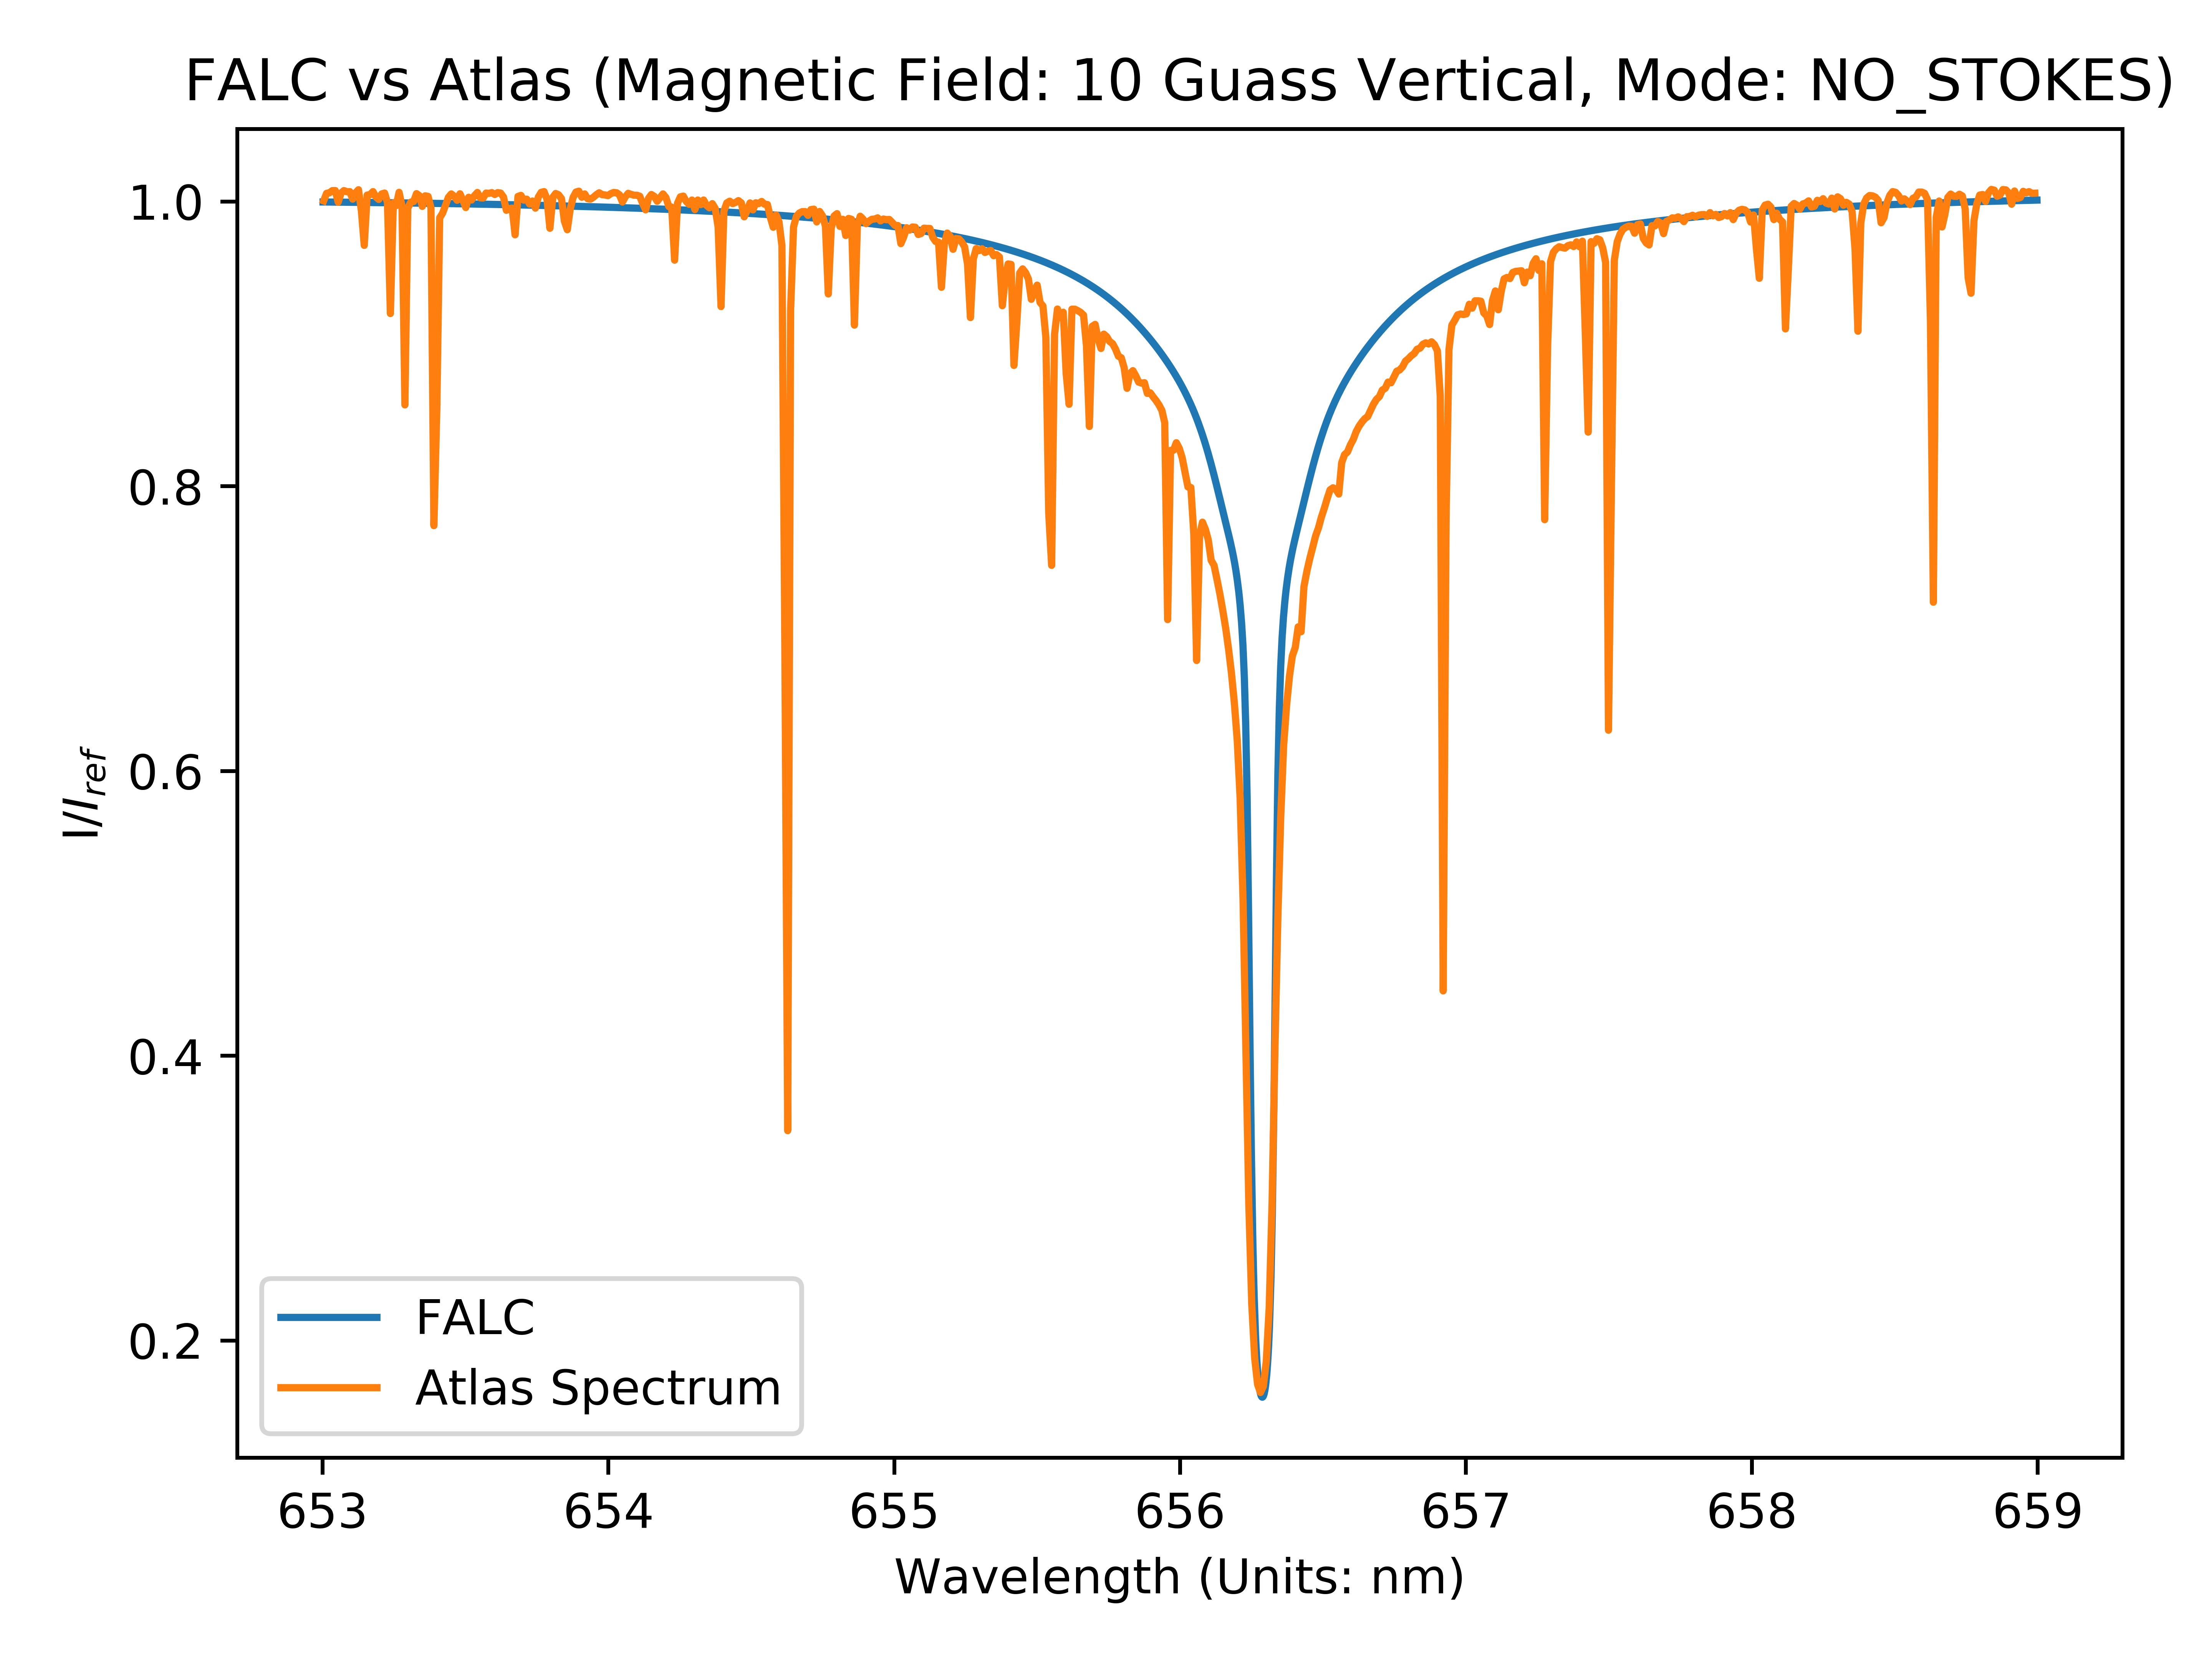 FALC vs Atlas (Magnetic Field: 10 Guass Vertical, Mode: NO_STOKES)
1.0
0.8
0.6
0.4
0.2
I/I_ref
FALC
Atlas Spectrum
653 654 655 656 657 658 659
Wavelength (Units: nm)